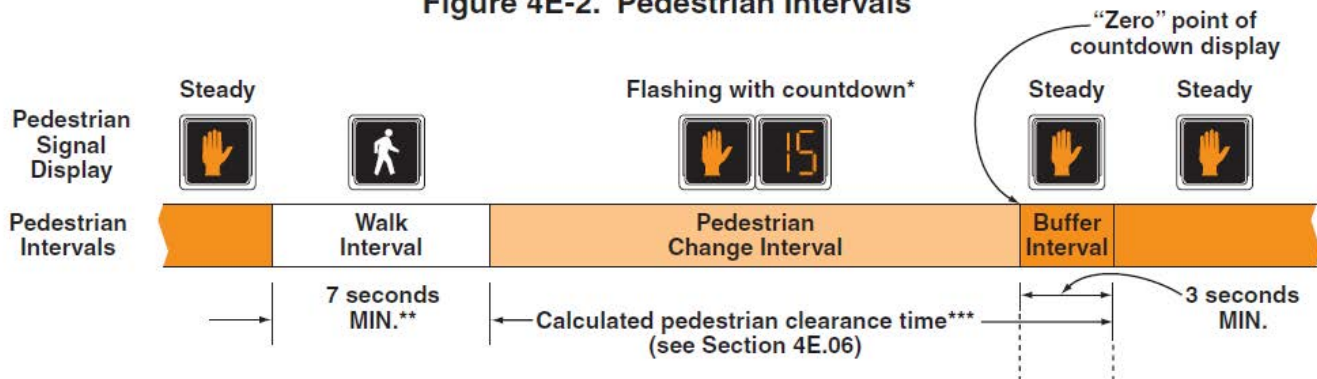 Figure 4E-2. Pedestrian Intervals
“Zero” point of
countdown display
Steady
Flashing with countdown*
Steady
Steady
Pedestrian
Signal
Display
15
Pedestrian
Intervals
Walk
Interval
Pedestrian
Change Interval
Buffer
Interval
7 seconds
MIN.**
Calculated pedestrian clearance time***
(see Section 4E.06)
3 seconds
MIN.